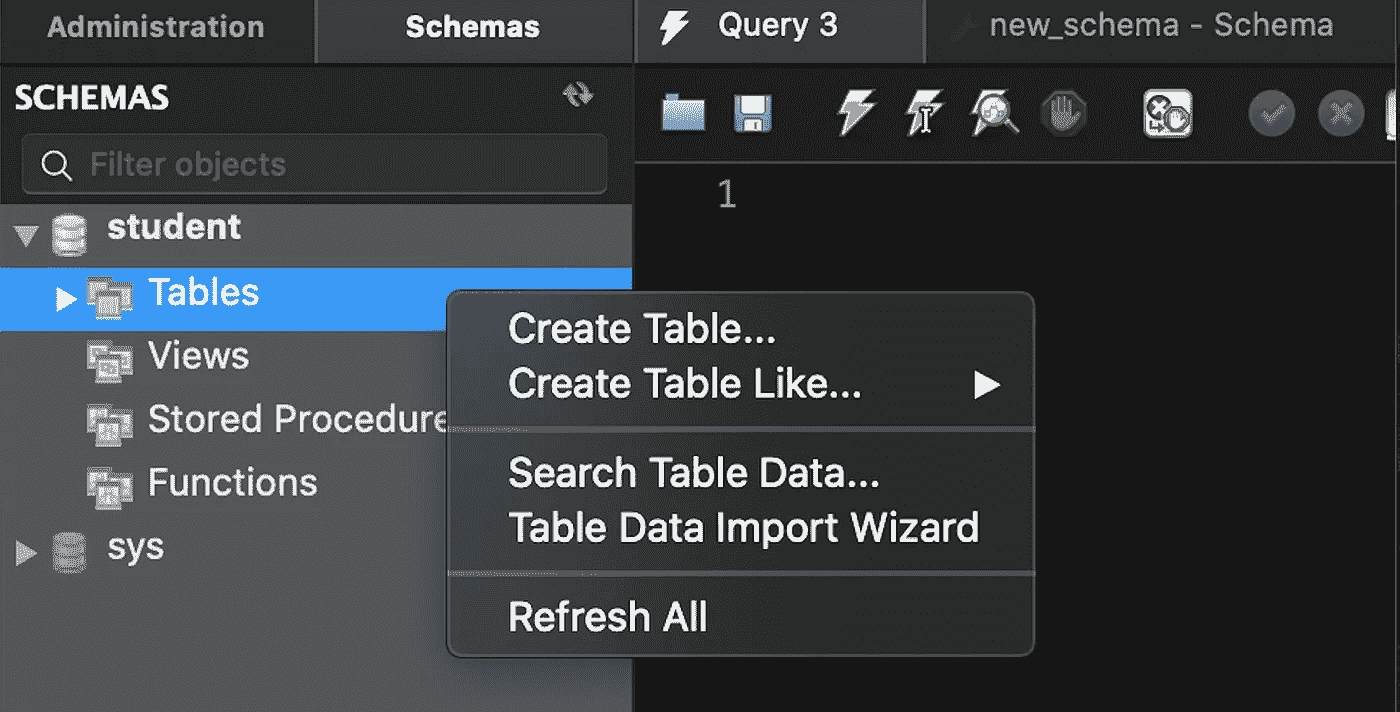 Administration
Schemas
Query 3
new_schema - Schema
SCHEMAS
Filter objects
1
student
Tables
Views
Stored Procedure
Functions
sys
Create Table...
Create Table Like...
Search Table Data...
Table Data Import Wizard
Refresh All